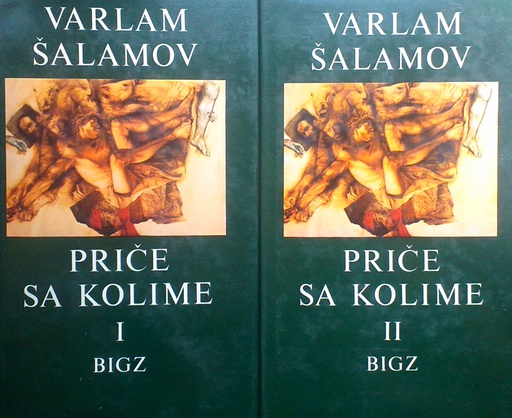 VARLAM
ŠALAMOV
PRIČE
SA KOLIME
I
BIGZ
VARLAM
ŠALAMOV
PRIČE
SA KOLIME
II
BIGZ